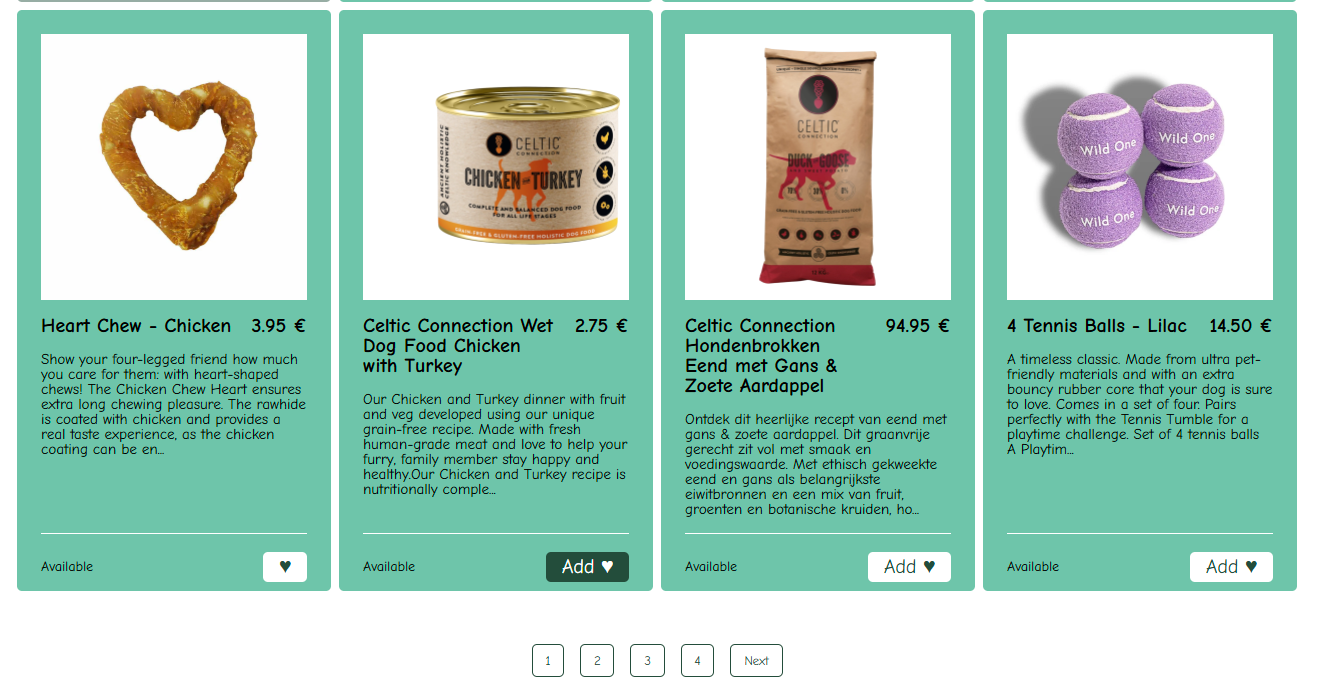 Heart Chew - Chicken 3.95 €
Show your four-legged friend how much
you care for them: with heart-shaped
chews! The Chicken Chew Heart ensures
extra long chewing pleasure. The rawhide
is coated with chicken and provides a
real taste experience, as the chicken
coating can be en...
Available
♥
ANCIENT HOLISTIC
CELTIC KNOWLEDGE
CELTIC
CONNECTION
CHICKEN AND TURKEY
COMPLETE AND BALANCED DOG FOOD
FOR ALL LIFE STAGES
GRAIN-FREE & GLUTEN-FREE HOLISTIC DOG FOOD
Celtic Connection Wet 2.75 €
Dog Food Chicken
with Turkey
Our Chicken and Turkey dinner with fruit
and veg developed using our unique
grain-free recipe. Made with fresh
human-grade meat and love to help your
furry, family member stay happy and
healthy.Our Chicken and Turkey recipe is
nutritionally comple...
Available
Add ♥
CELTIC
CONNECTION
DUCK AND GOOSE
Celtic Connection 94.95 €
Hondenbrokken
Eend met Gans &
Zoete Aardappel
Ontdek dit heerlijke recept van eend met
gans & zoete aardappel. Dit graanvrije
gerecht zit vol met smaak en
voedingswaarde. Met ethisch gekweekte
eend en gans als belangrijkste
eiwitbronnen en een mix van fruit,
groenten en botanische kruiden, ho...
Available
Add ♥
Wild One
Wild One
Wild One
Wild One
4 Tennis Balls - Lilac 14.50 €
A timeless classic. Made from ultra pet-
friendly materials and with an extra
bouncy rubber core that your dog is sure
to love. Comes in a set of four. Pairs
perfectly with the Tennis Tumble for a
playtime challenge. Set of 4 tennis balls
A Playtim...
Available
Add ♥
1 2 3 4 Next